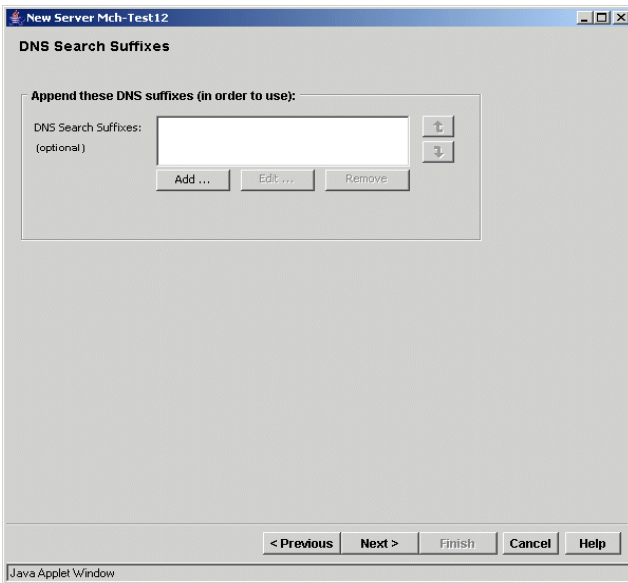 New Server Mch-Test12
DNS Search Suffixes
Append these DNS suffixes (in order to use):
DNS Search Suffixes:
(optional)
Add ... Edit ... Remove
< Previous Next > Finish Cancel Help
Java Applet Window